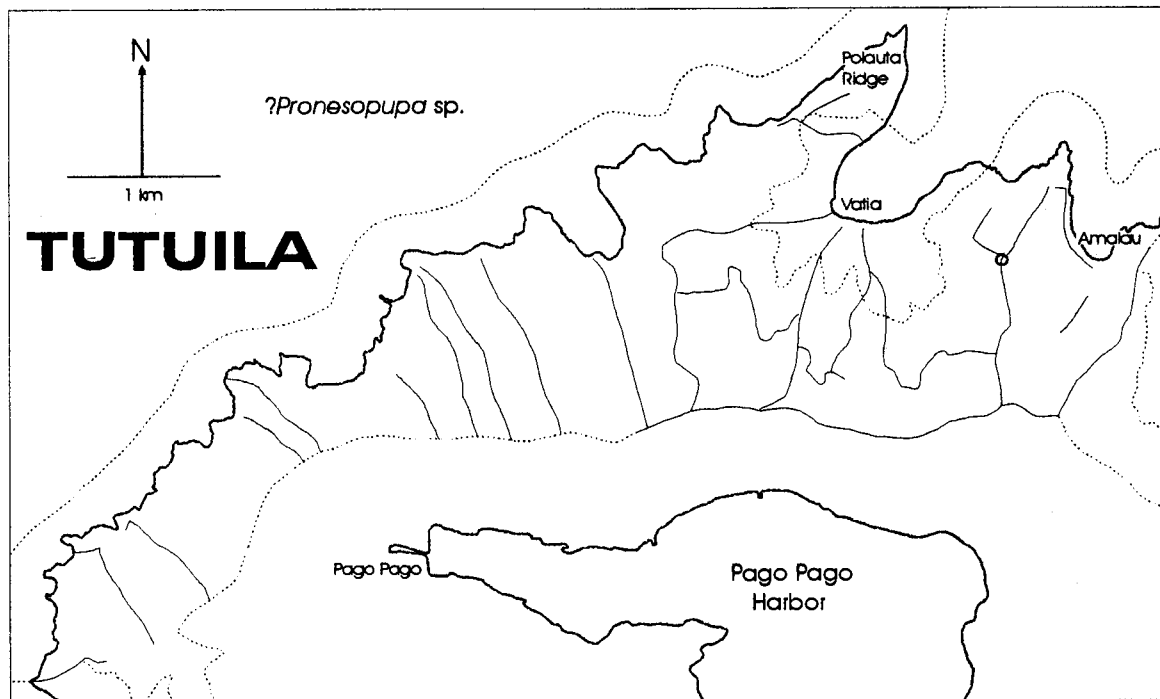 N
?Pronesopupa sp.
1 km
TUTUILA
Polauta
Ridge
Vatia
Amalau
Pago Pago
Pago Pago
Harbor